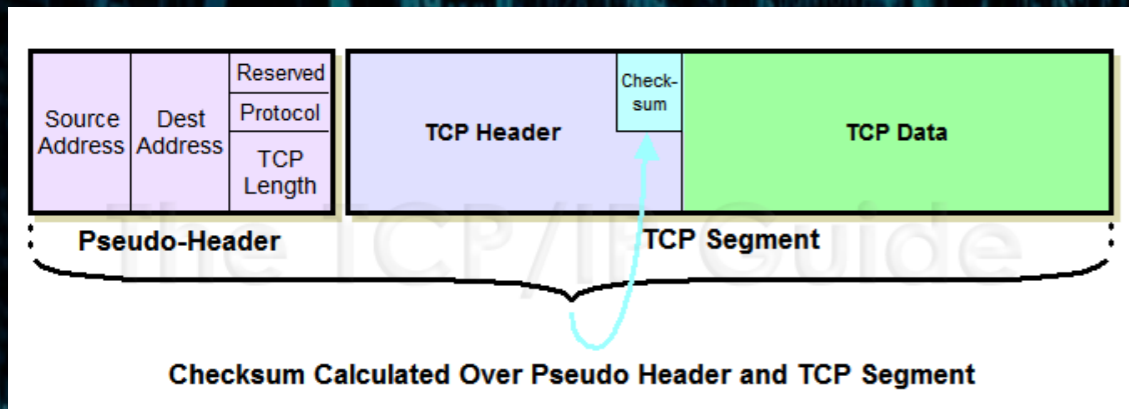 Source
Address
Dest
Address
Reserved
Protocol
TCP
Length
TCP Header
Check-
sum
TCP Data
Pseudo-Header
TCP Segment
The TCP/IP Guide
Checksum Calculated Over Pseudo Header and TCP Segment